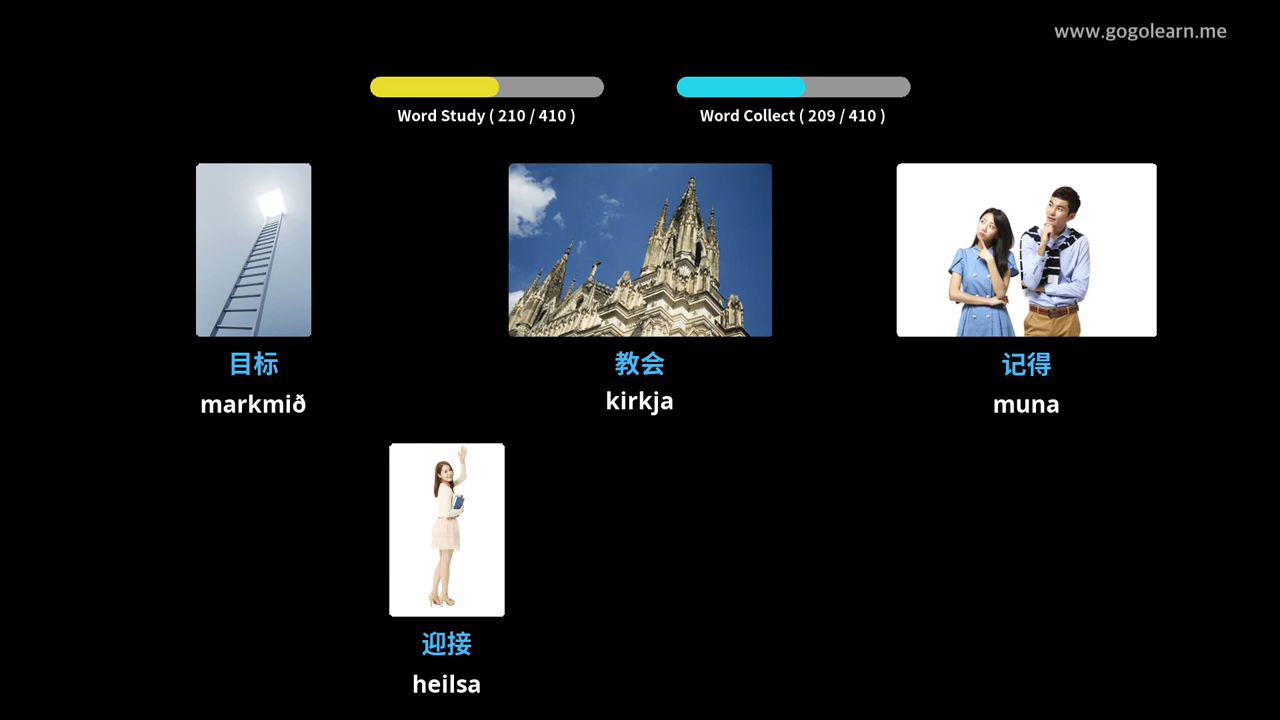 www.gogolearn.me
Word Study ( 210 / 410 )
Word Collect ( 209 / 410 )
目标
markmið
教会
kirkja
记得
muna
迎接
heilsa